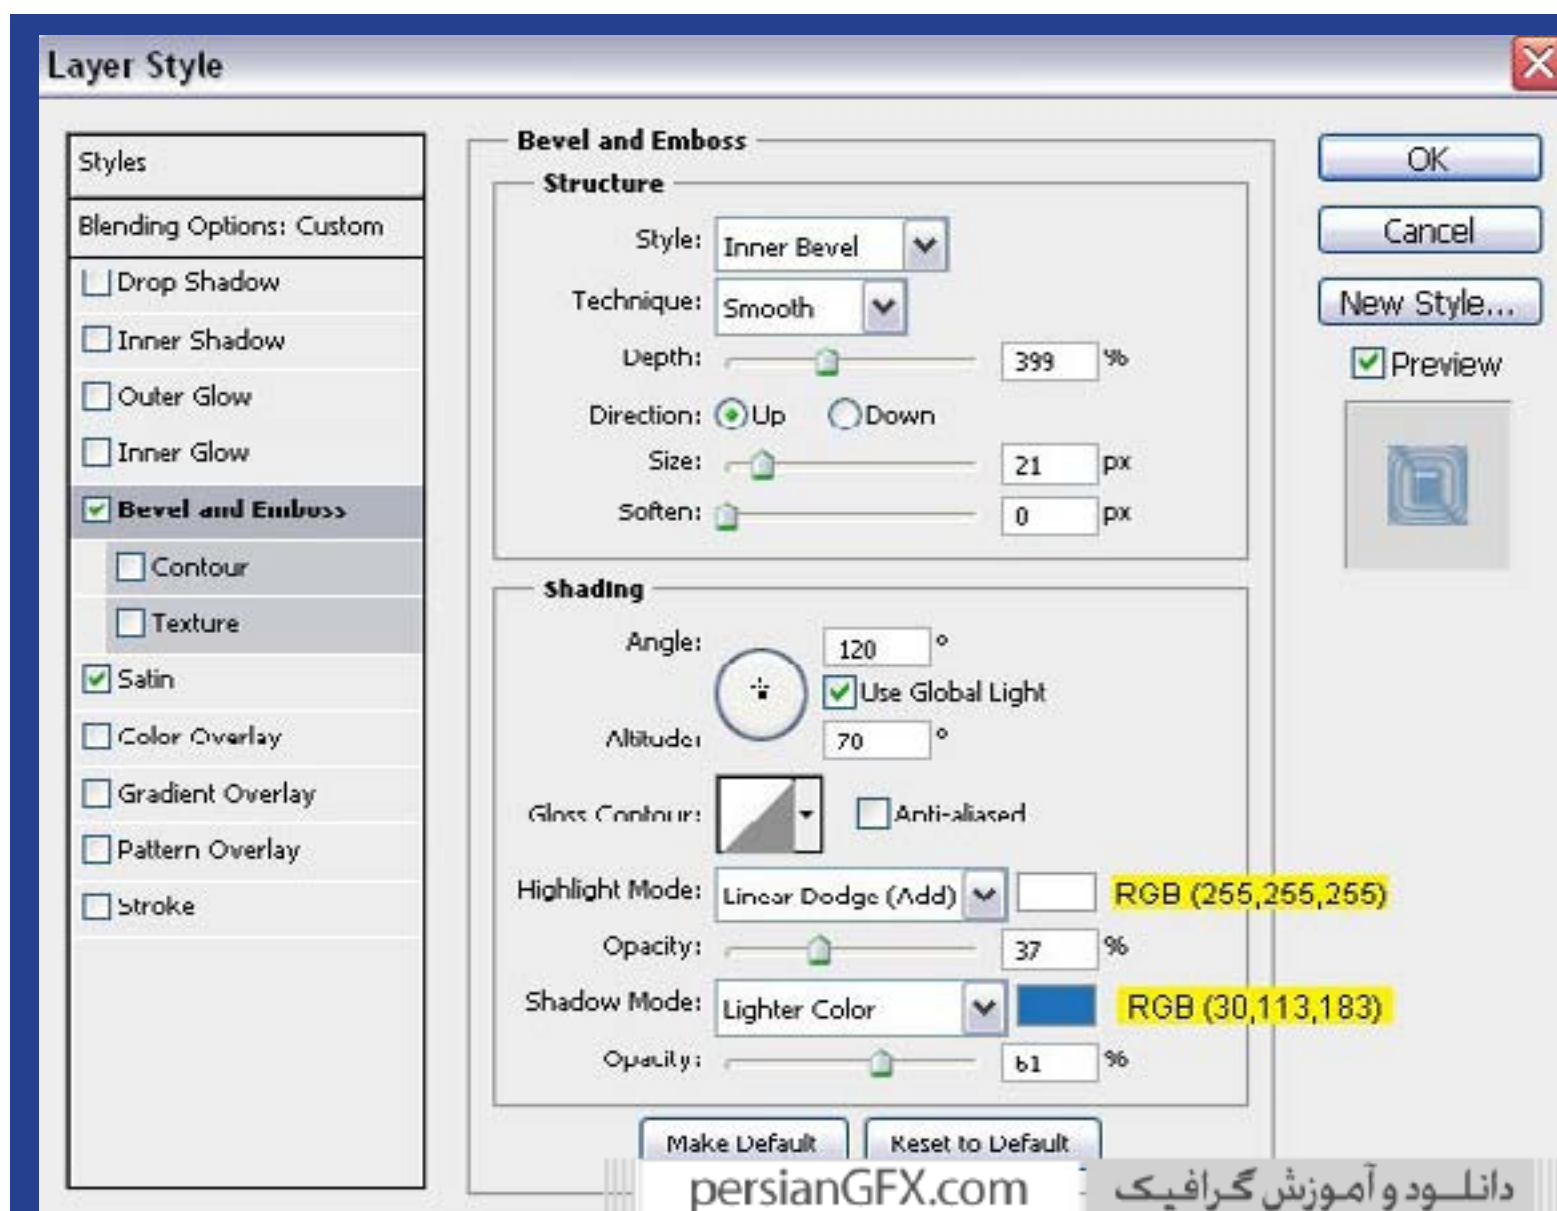 Layer Style
Styles
Blending Options: Custom
Drop Shadow
Inner Shadow
Outer Glow
Inner Glow
Bevel and Emboss
Contour
Texture
Satin
Color Overlay
Gradient Overlay
Pattern Overlay
Stroke
Bevel and Emboss
Structure
Style: Inner Bevel
Technique: Smooth
Depth: 399 %
Direction: Up Down
Size: 21 px
Soften: 0 px
Shading
Angle: 120 °
Use Global Light
Altitude: 70 °
Gloss Contour: Anti-aliased
Highlight Mode: Linear Dodge (Add) RGB (255,255,255)
Opacity: 37 %
Shadow Mode: Lighter Color RGB (30,113,183)
Opacity: 61 %
Make Default Reset to Default
OK
Cancel
New Style...
Preview
persianGFX.com
دانلود و آموزش گرافیک